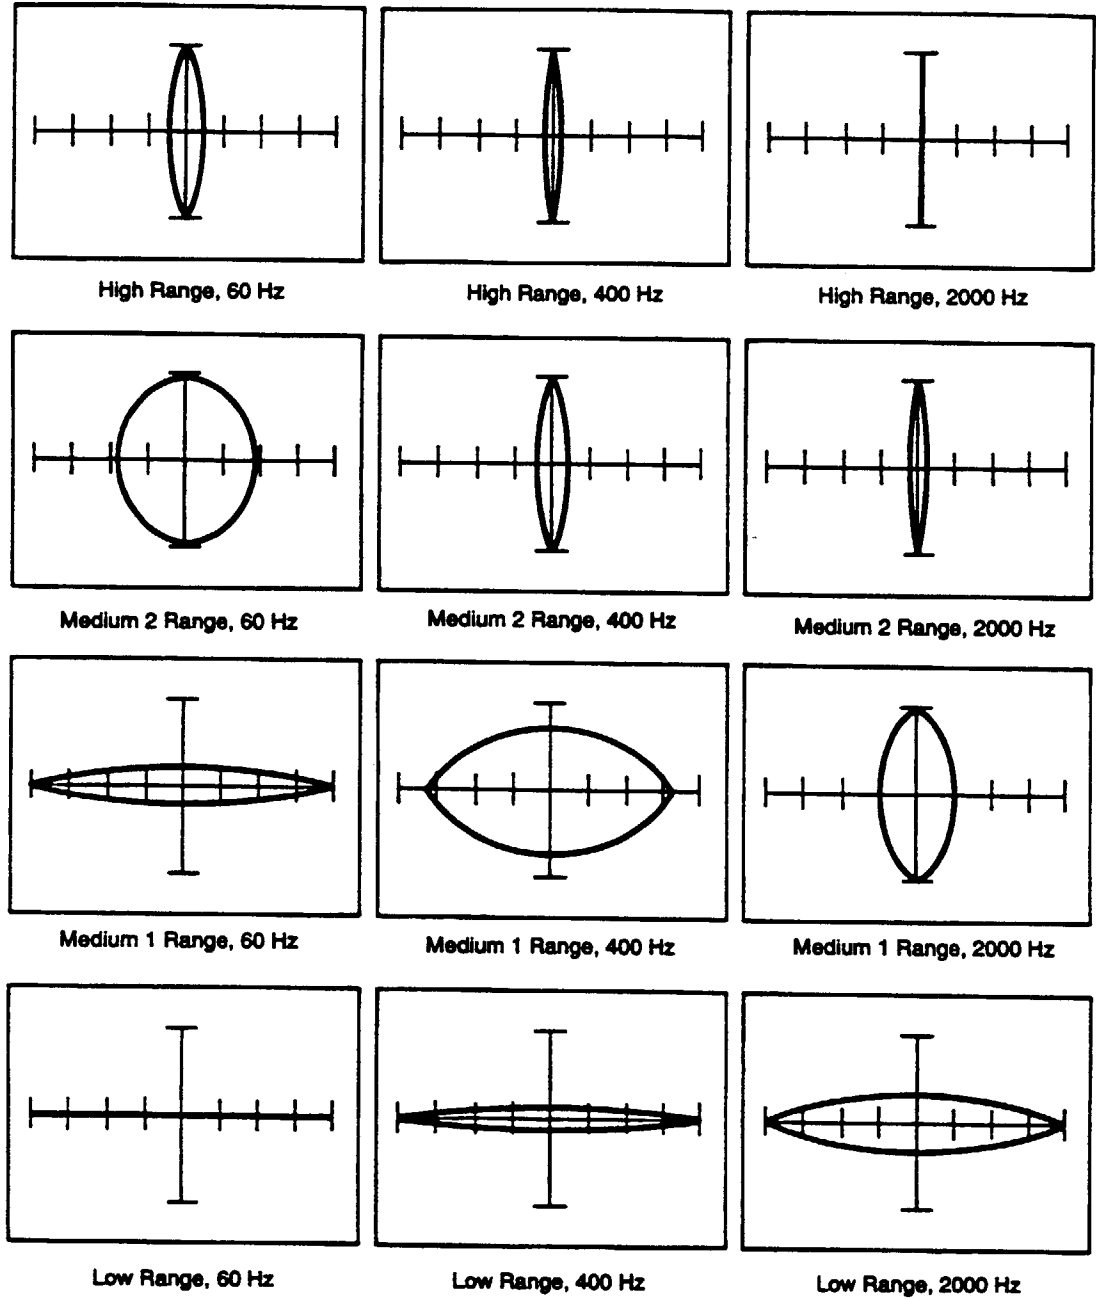 High Range, 60 Hz
High Range, 400 Hz
High Range, 2000 Hz
Medium 2 Range, 60 Hz
Medium 2 Range, 400 Hz
Medium 2 Range, 2000 Hz
Medium 1 Range, 60 Hz
Medium 1 Range, 400 Hz
Medium 1 Range, 2000 Hz
Low Range, 60 Hz
Low Range, 400 Hz
Low Range, 2000 Hz